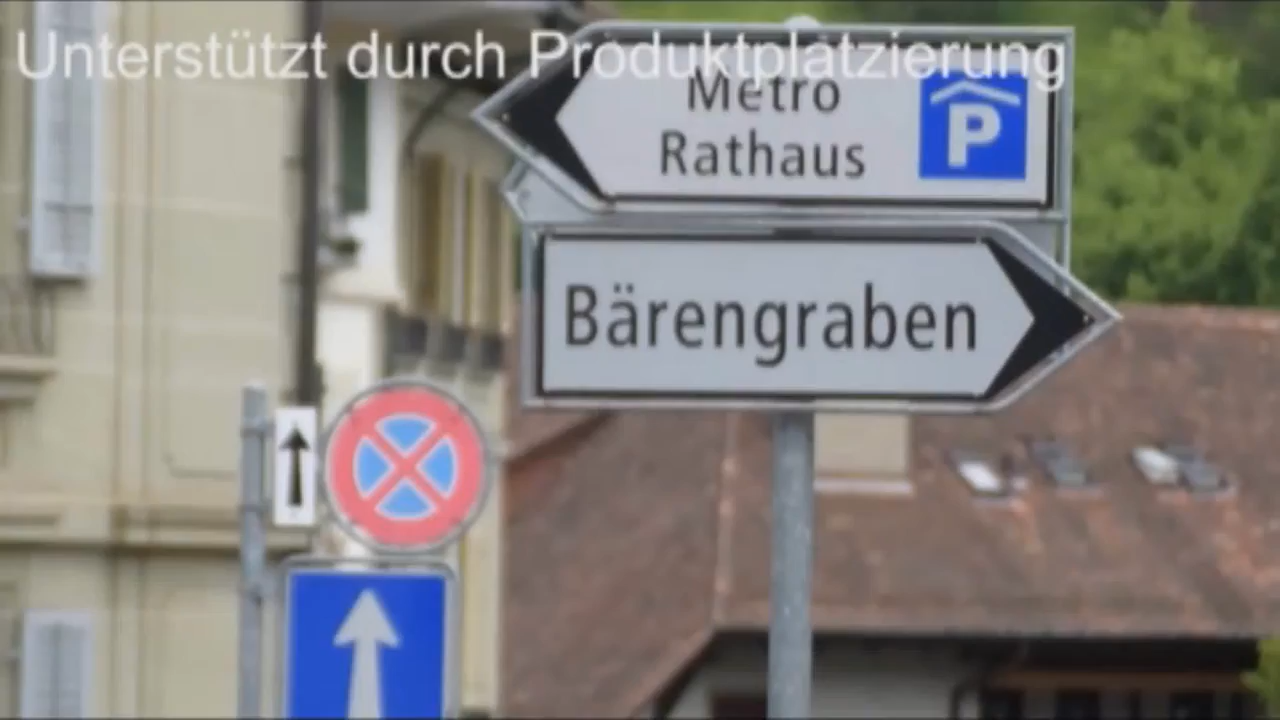 Unterstützt durch Produktplatzierung
Metro
Rathaus
P
Bärengraben